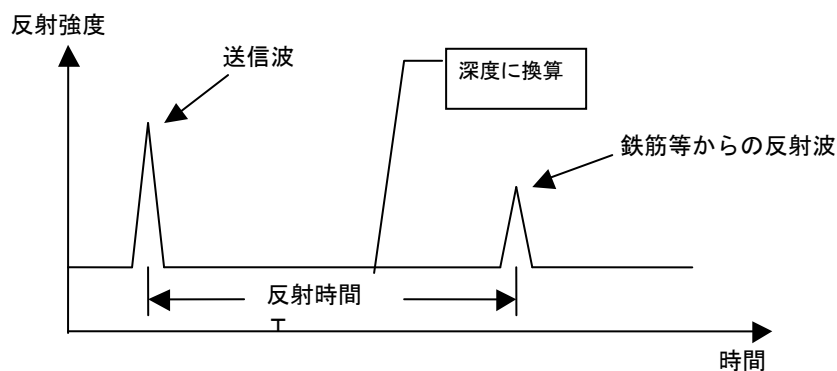 反射強度
送信波
深度に換算
鉄筋等からの反射波
反射時間
T
時間